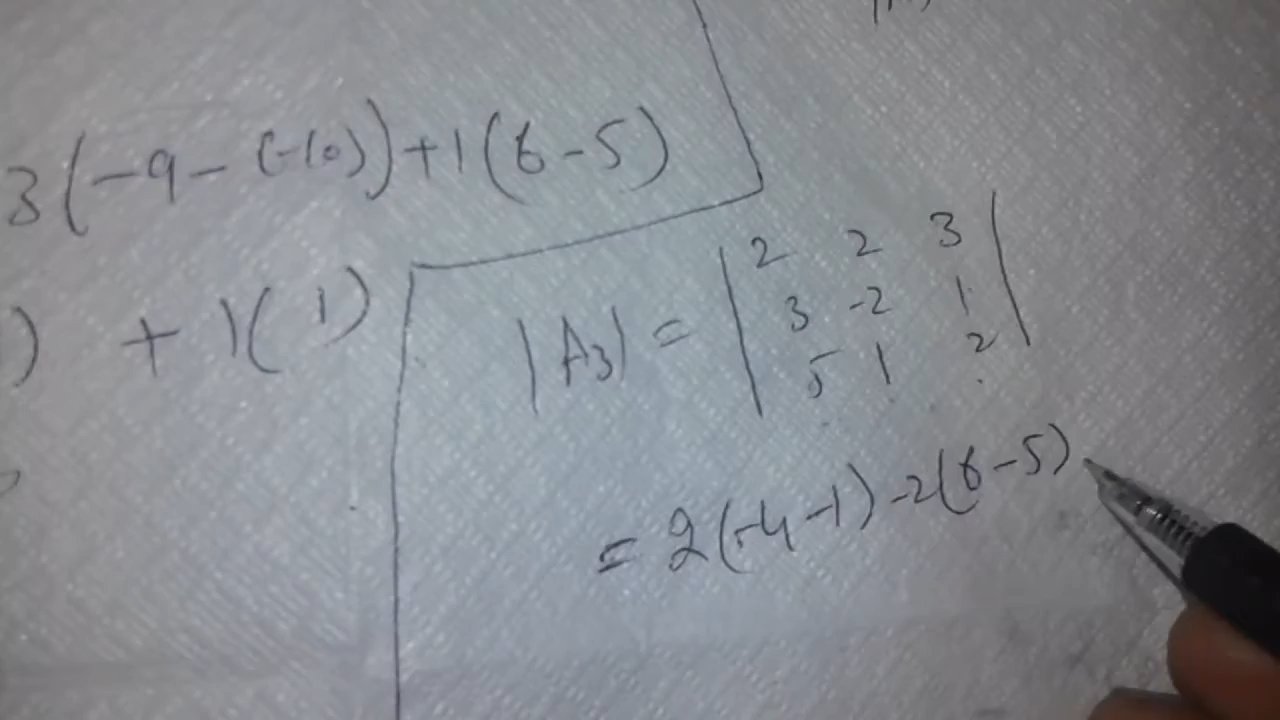 3(-9-(-10))+1(6-5)
) +1(1)
|A3| = | 2 2 3 |
| 3 -2 1 |
| 5 1 2 |
= 2(-4-1)-2(6-5)